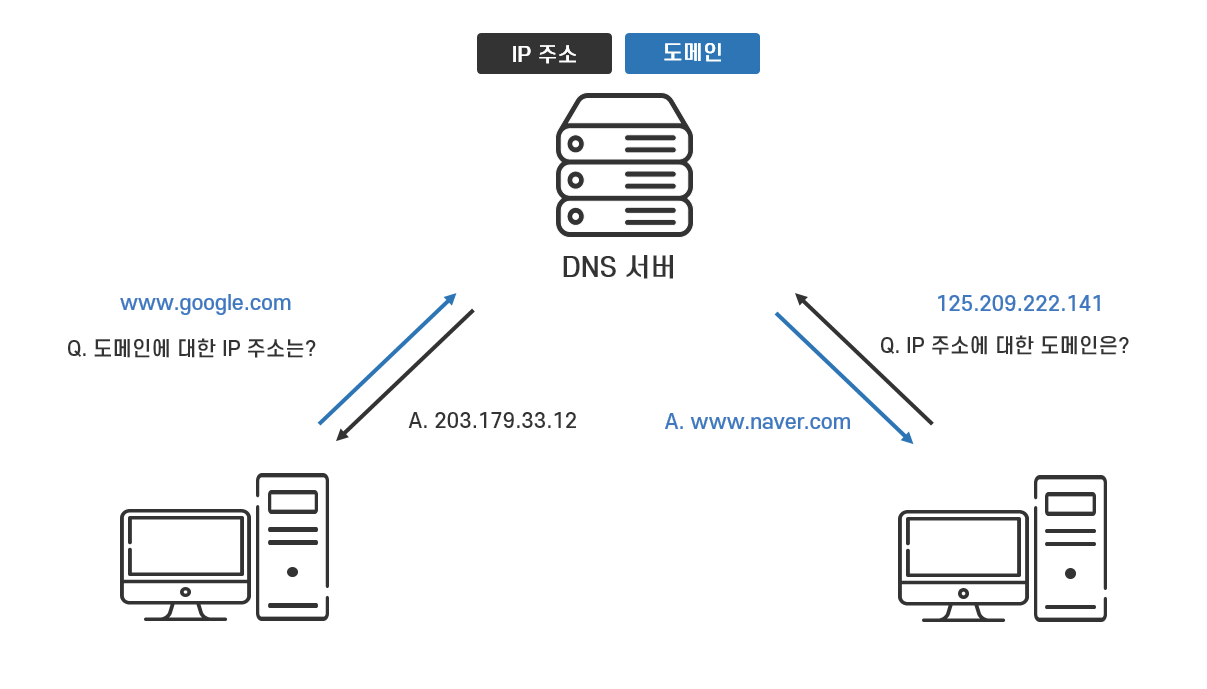 IP 주소
도메인
DNS 서버
www.google.com
Q. 도메인에 대한 IP 주소는?
A. 203.179.33.12
125.209.222.141
Q. IP 주소에 대한 도메인은?
A. www.naver.com